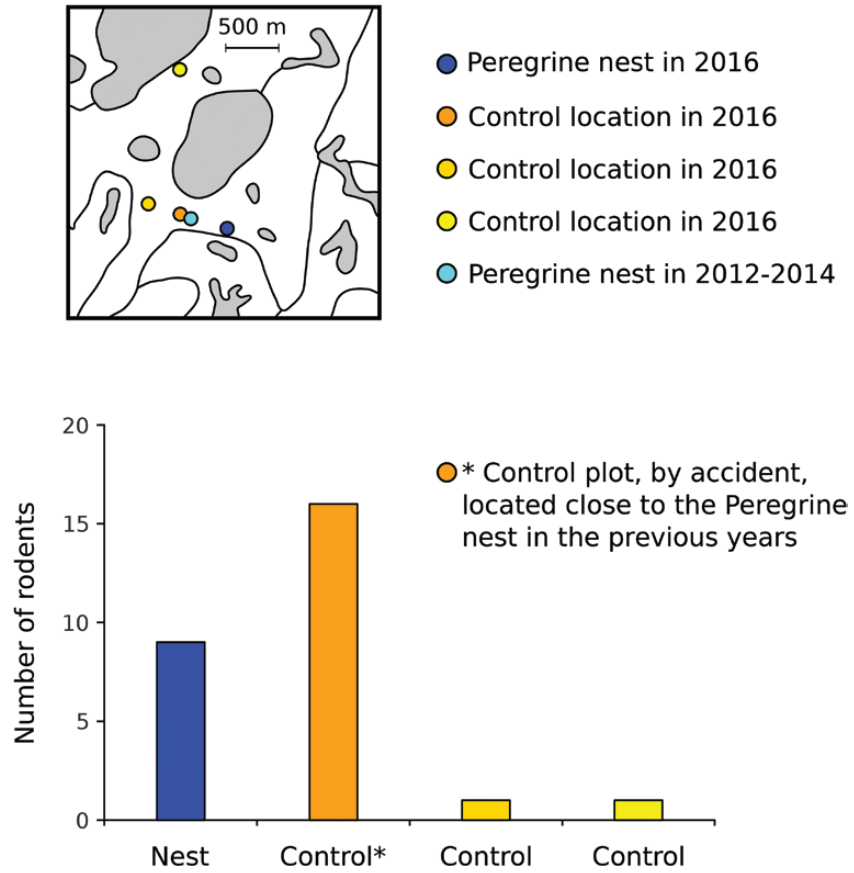 500 m
Peregrine nest in 2016
Control location in 2016
Control location in 2016
Control location in 2016
Peregrine nest in 2012-2014
20
15
10
5
0
Number of rodents
* Control plot, by accident,
located close to the Peregrine
nest in the previous years
Nest Control* Control Control